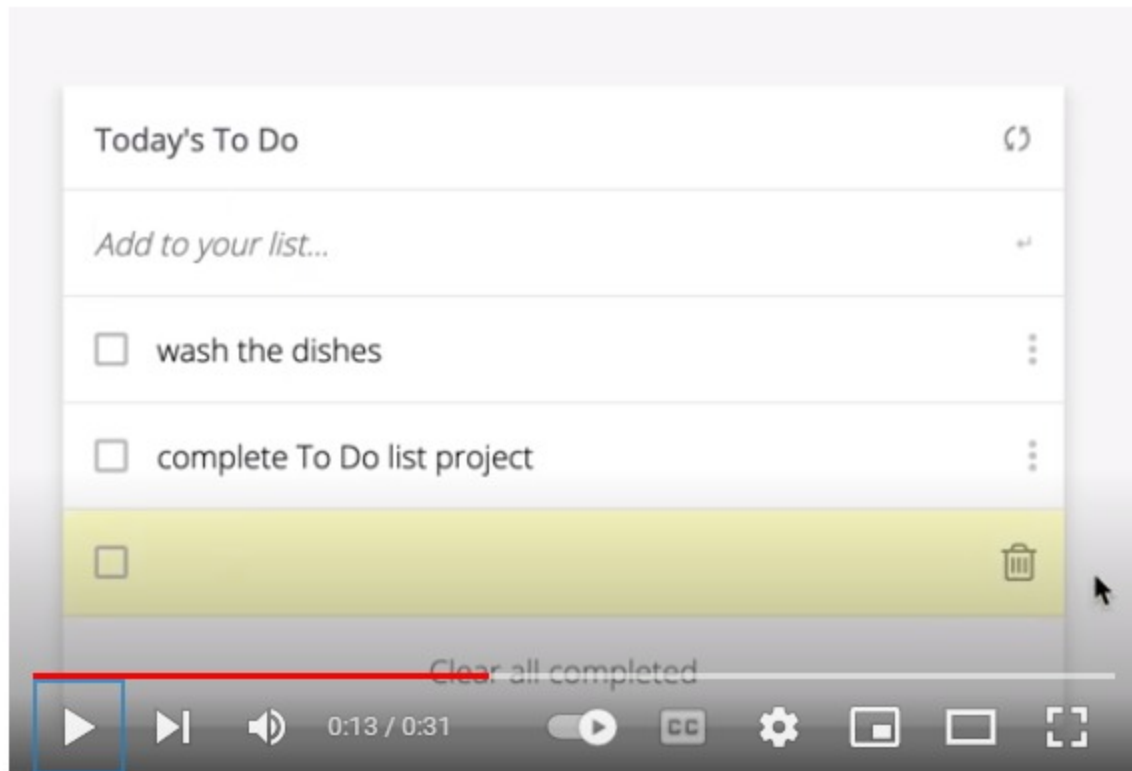 Today's To Do
Add to your list...
wash the dishes
complete To Do list project
Clear all completed
0:13 / 0:31
CC